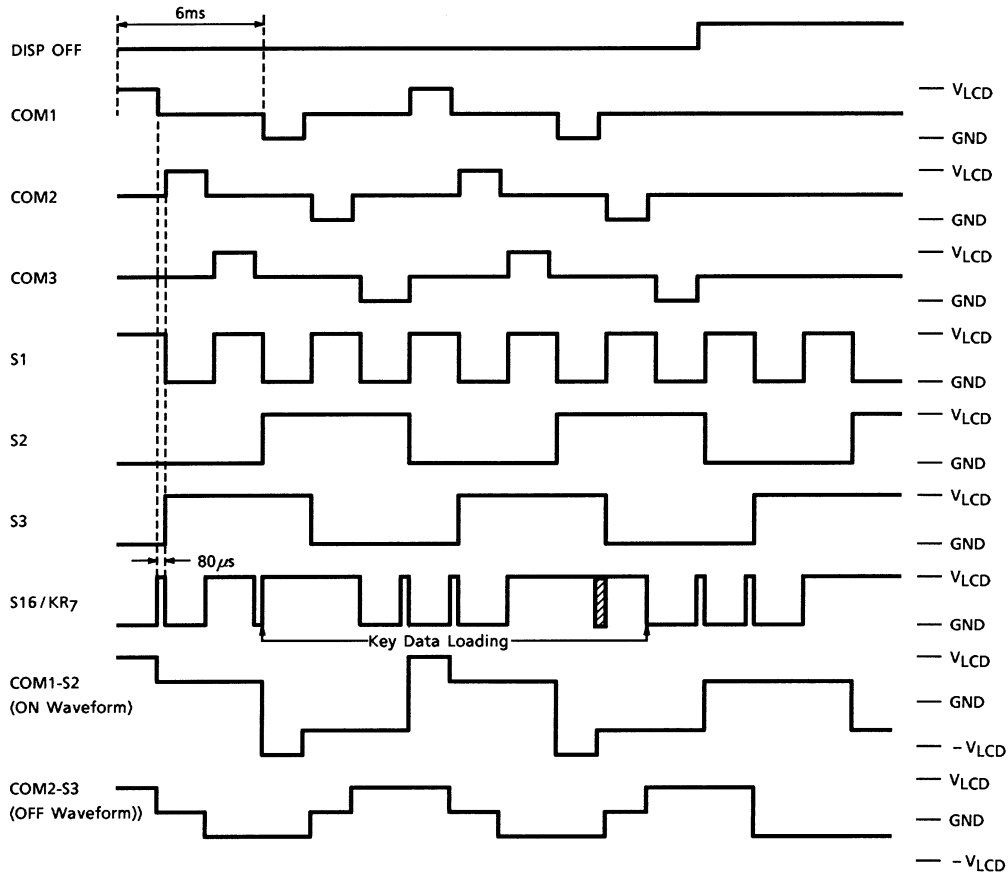 6ms
DISP OFF
COM1
VLCD
GND
COM2
VLCD
GND
COM3
VLCD
GND
S1
VLCD
GND
S2
VLCD
GND
S3
VLCD
GND
80μs
S16/KR7
VLCD
GND
Key Data Loading
COM1-S2
(ON Waveform)
VLCD
GND
-VLCD
COM2-S3
(OFF Waveform))
VLCD
GND
-VLCD